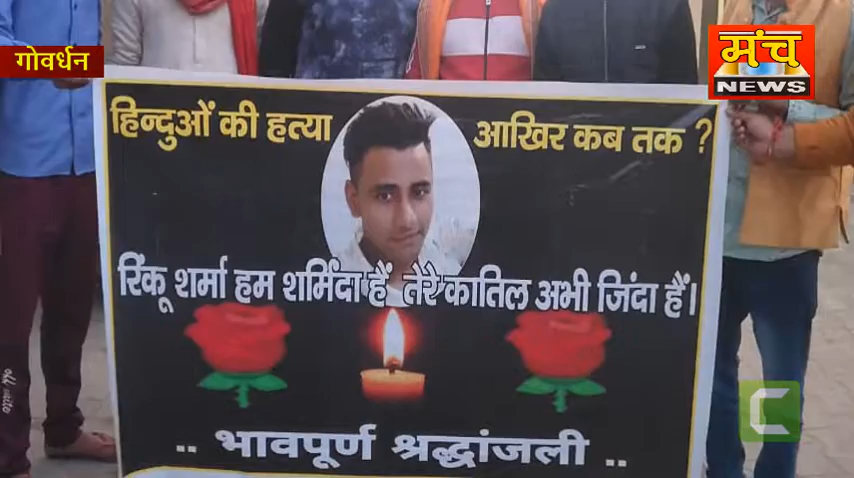 गोवर्धन
मंच
NEWS
हिन्दुओं की हत्या आखिर कब तक ?
रिंकू शर्मा हम शर्मिंदा हैं तेरे कातिल अभी जिंदा हैं।
.. भावपूर्ण श्रद्धांजली ..
C